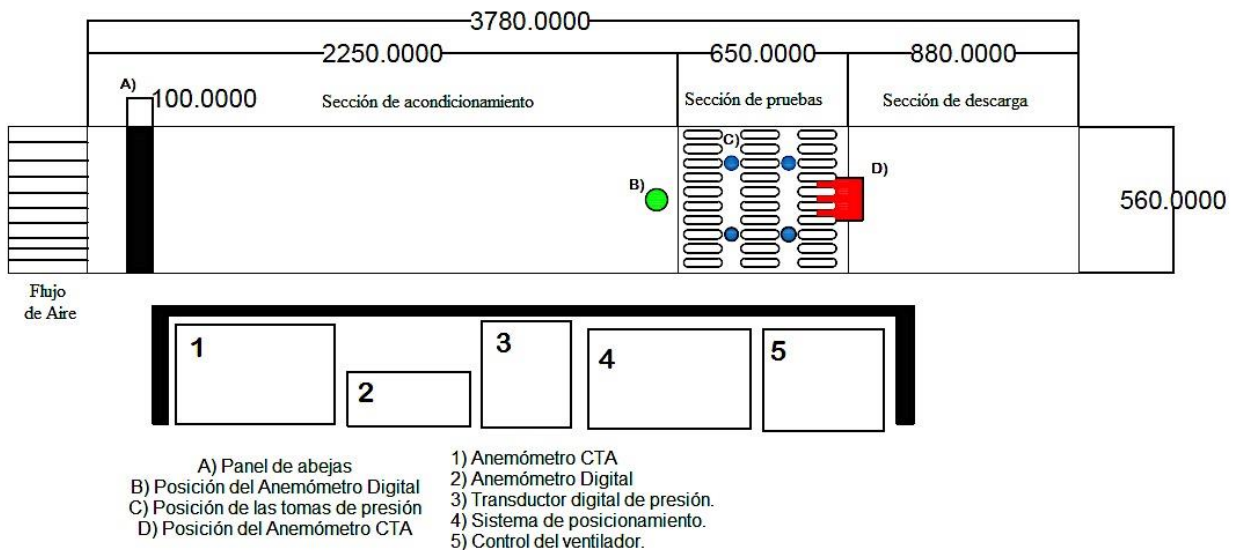 3780.0000
2250.0000
650.0000
880.0000
A)
100.0000
Sección de acondicionamiento
Sección de pruebas
Sección de descarga
C)
D)
B)
560.0000
Flujo
de Aire
1
2
3
4
5
A) Panel de abejas
B) Posición del Anemómetro Digital
C) Posición de las tomas de presión
D) Posición del Anemómetro CTA
1) Anemómetro CTA
2) Anemómetro Digital
3) Transductor digital de presión.
4) Sistema de posicionamiento.
5) Control del ventilador.